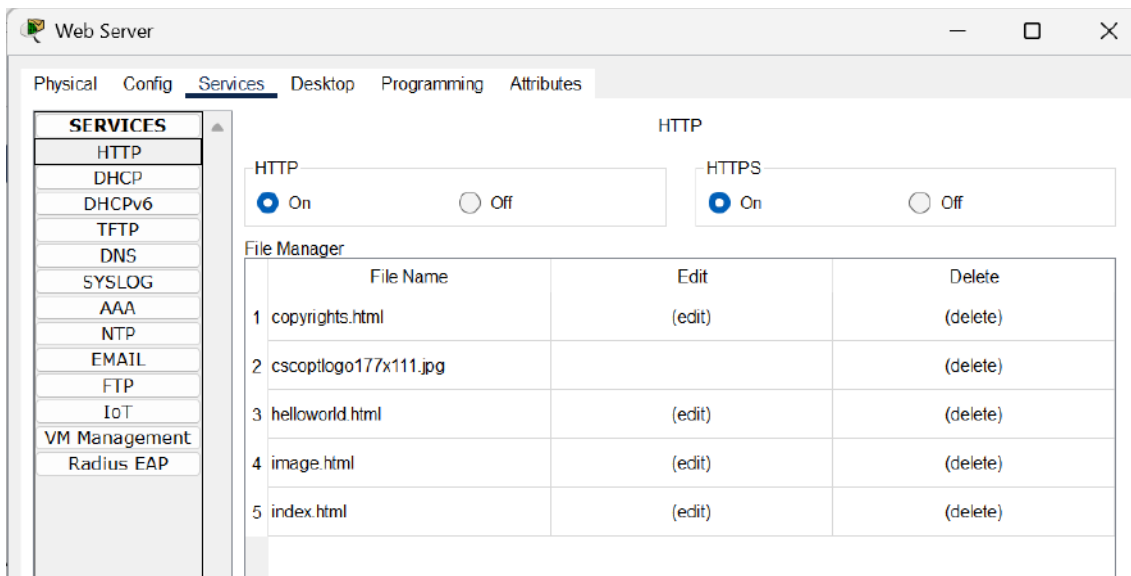 Web Server
Physical Config Services Desktop Programming Attributes
SERVICES
HTTP
DHCP
DHCPv6
TFTP
DNS
SYSLOG
AAA
NTP
EMAIL
FTP
IoT
VM Management
Radius EAP
HTTP
HTTP
On Off
HTTPS
On Off
File Manager
File Name Edit Delete
1 copyrights.html (edit) (delete)
2 cscoptlogo177x111.jpg (delete)
3 helloworld.html (edit) (delete)
4 image.html (edit) (delete)
5 index.html (edit) (delete)